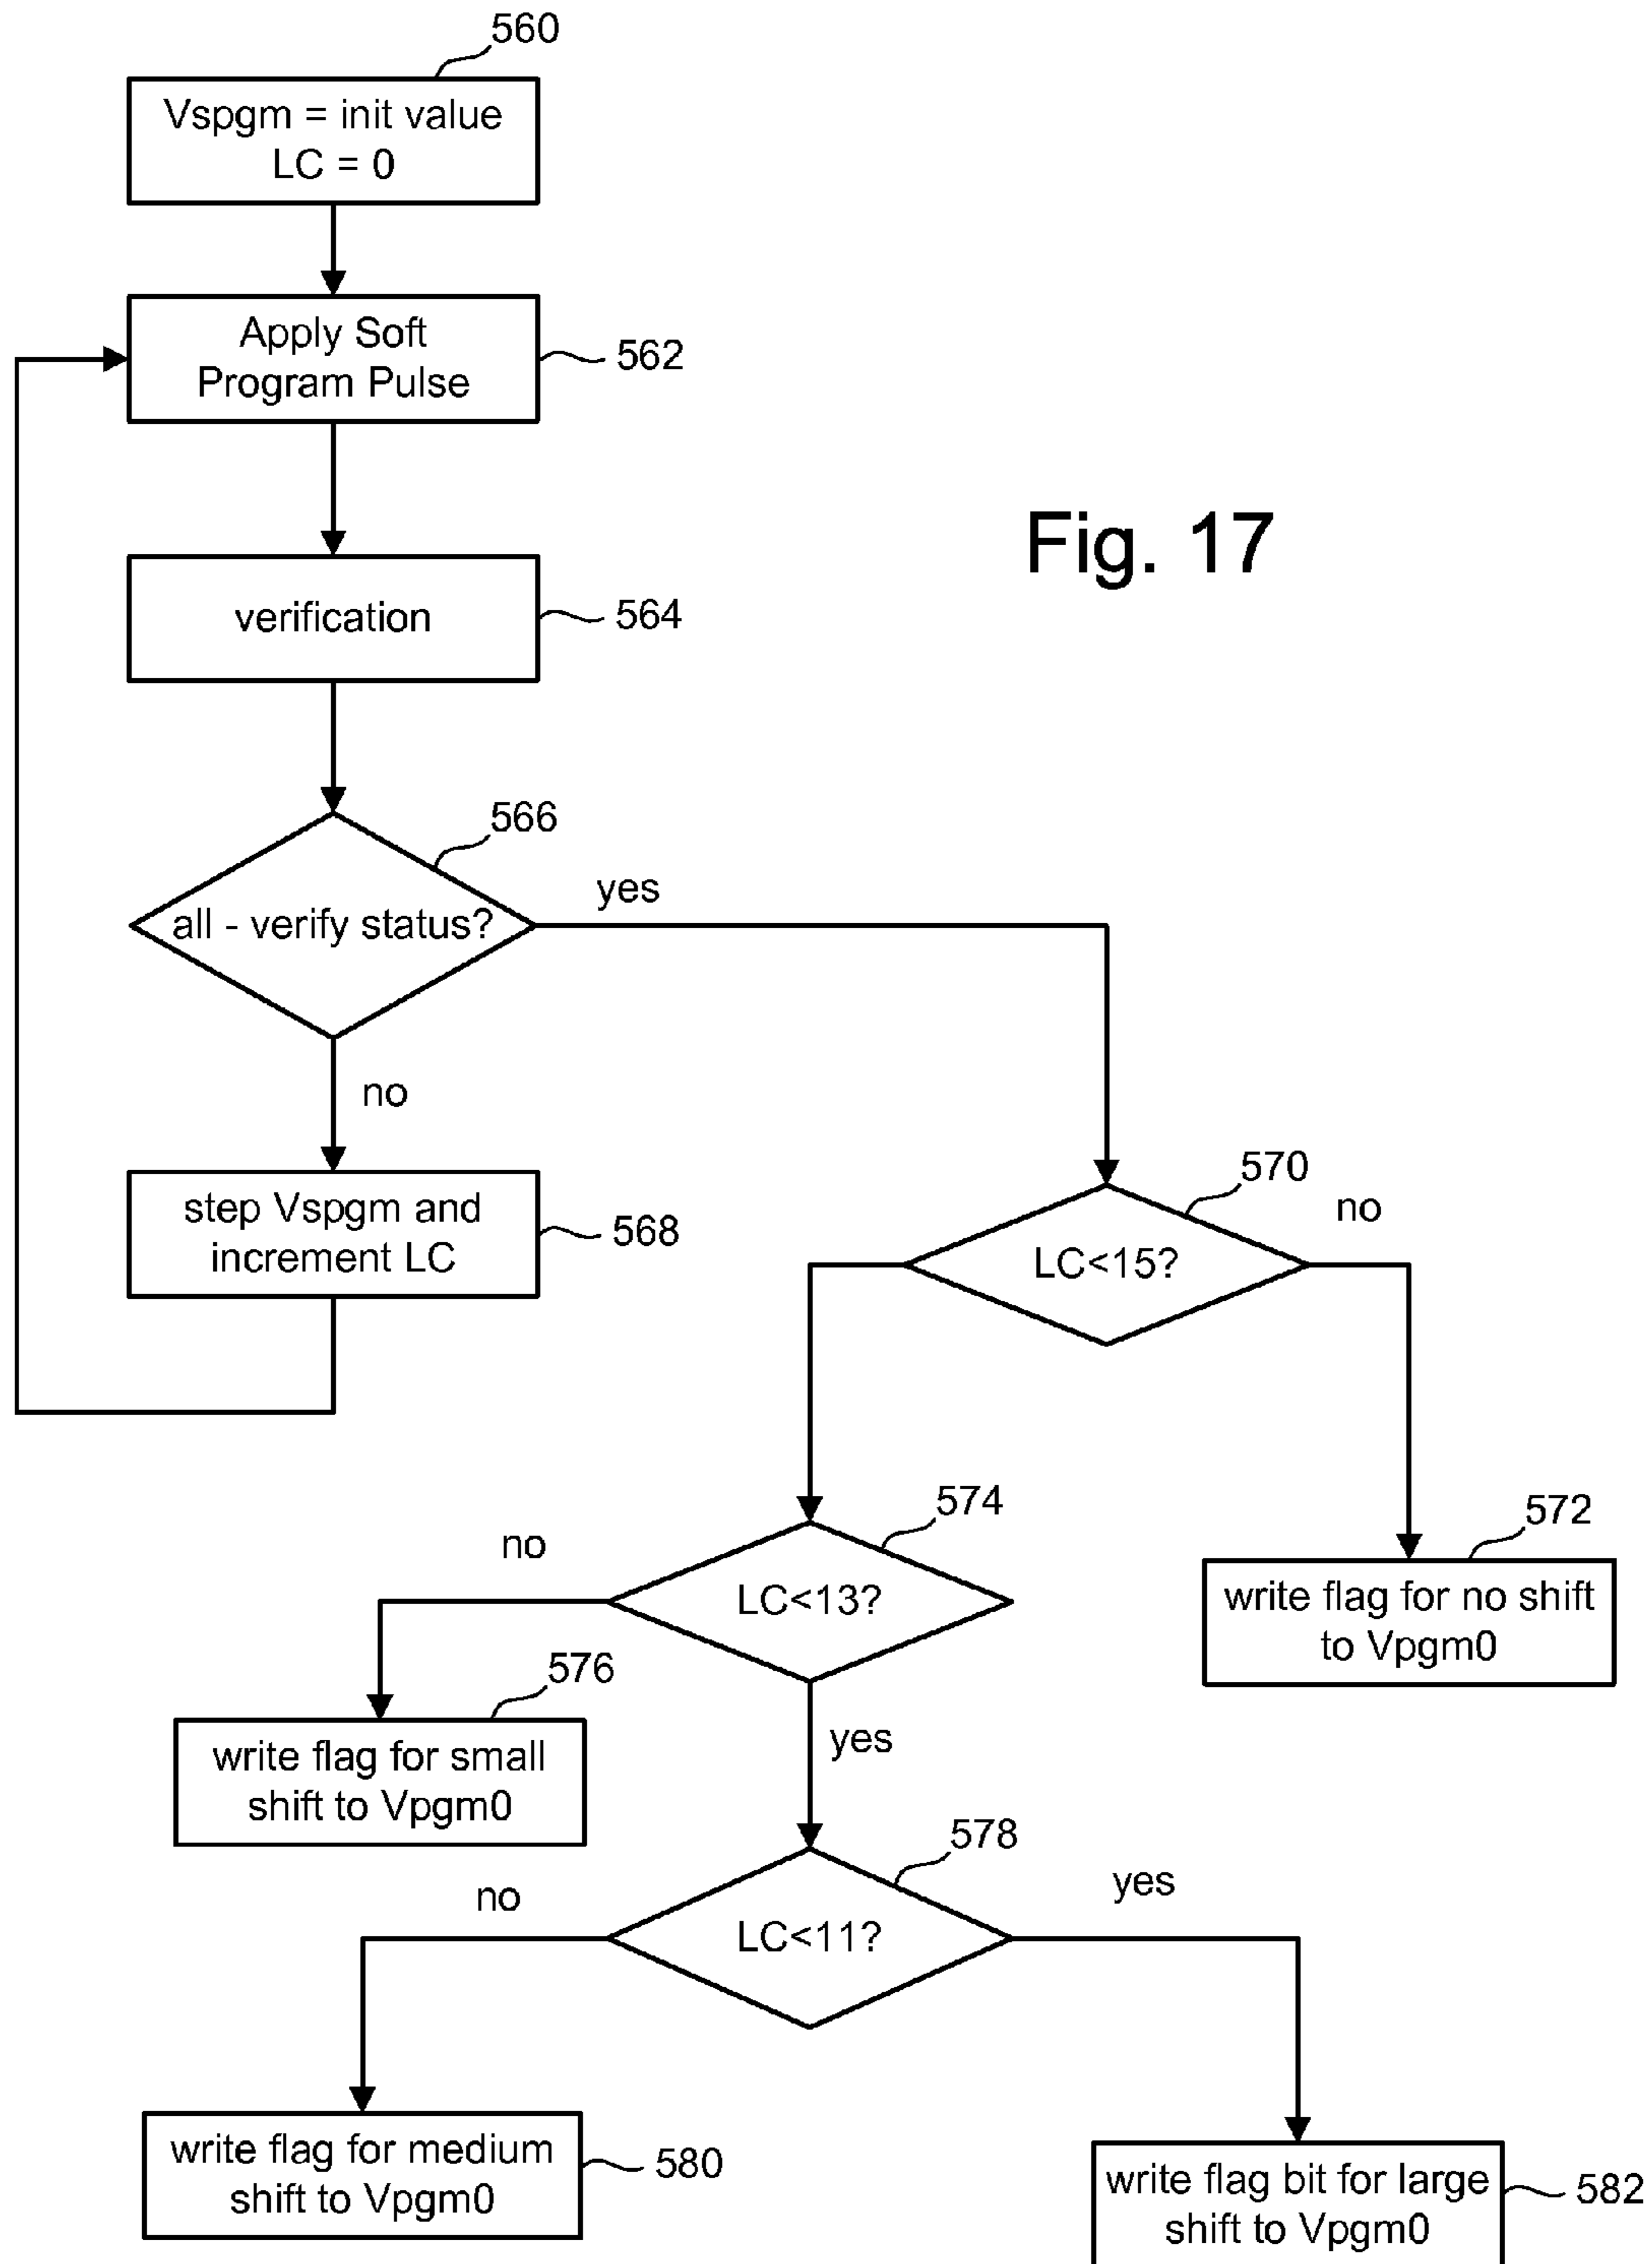 560
Vspgm = init value
LC = 0
Apply Soft
Program Pulse
562
Fig. 17
verification
564
566
all - verify status?
yes
no
step Vspgm and
increment LC
568
570
LC<15?
no
574
no
LC<13?
572
write flag for no shift
to Vpgm0
576
write flag for small
shift to Vpgm0
yes
578
no
LC<11?
yes
write flag for medium
shift to Vpgm0
580
write flag bit for large
shift to Vpgm0
582